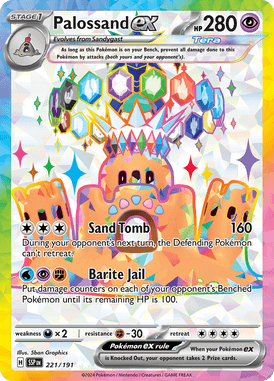 STAGE 1
Palossand ex
HP 280
Evolves from Sandygast
Tera
As long as this Pokémon is on your Bench, prevent all damage done to this
Pokémon by attacks (both yours and your opponent's).
Sand Tomb 160
During your opponent's next turn, the Defending Pokémon
can't retreat.
Barite Jail
Put damage counters on each of your opponent's Benched
Pokémon until its remaining HP is 100.
weakness ×2 resistance -30 retreat
Pokémon ex rule
When your Pokémon ex
is Knocked Out, your opponent takes 2 Prize cards.
Illus. 5ban Graphics
H SSP EN 221/191
©2024 Pokémon / Nintendo / Creatures / GAME FREAK